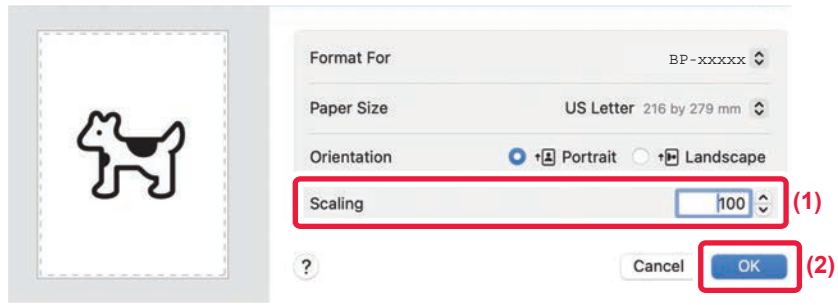 Format For BP-xxxxx
Paper Size US Letter 216 by 279 mm
Orientation Portrait Landscape
Scaling 100 (1)
? Cancel OK (2)